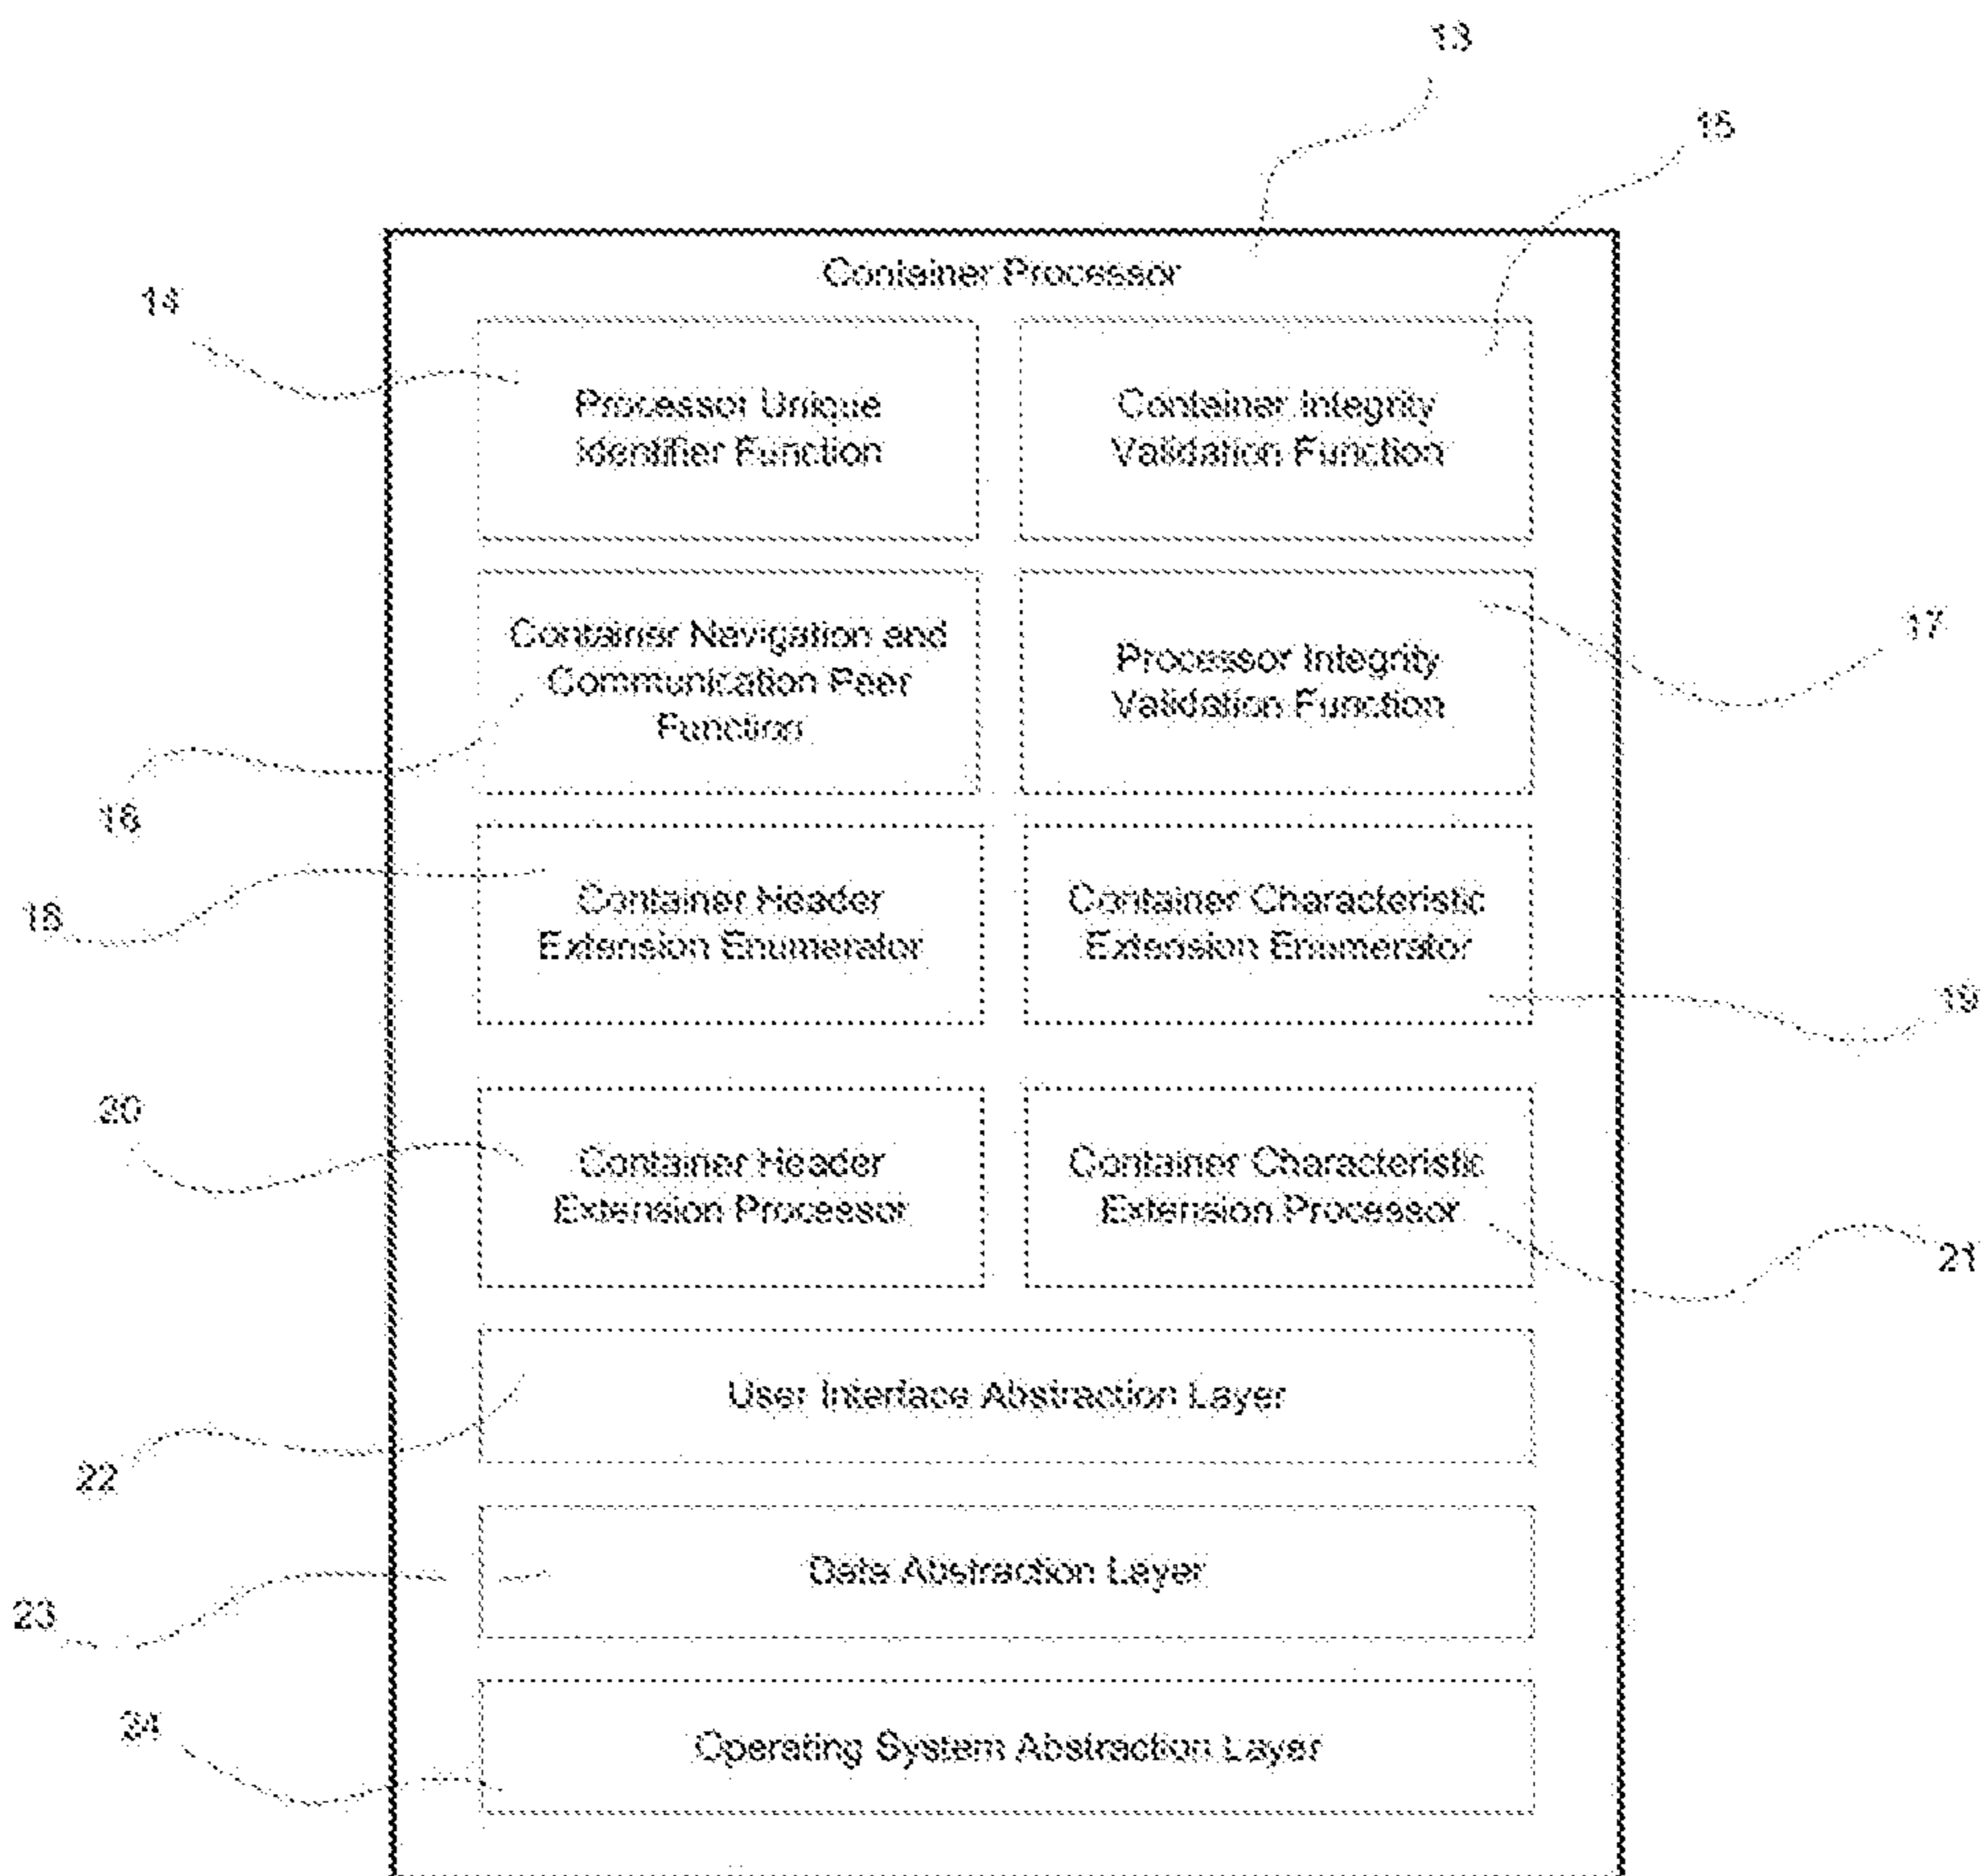 13
15
Container Processor
14
Processor Unique
Identifier Function
Container Integrity
Validation Function
Container Navigation and
Communication Peer
Function
Processor Integrity
Validation Function
17
16
Container Header
Extension Enumerator
Container Characteristic
Extension Enumerator
18
19
20
Container Header
Extension Processor
Container Characteristic
Extension Processor
21
User Interface Abstraction Layer
22
Data Abstraction Layer
23
Operating System Abstraction Layer
24